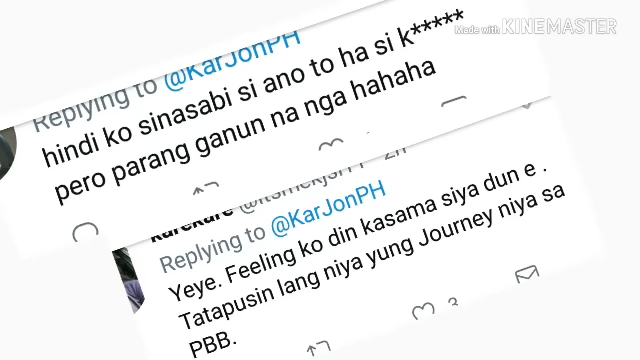 Made with KINEMASTER
Replying to @KarJonPH
hindi ko sinasabi si ano to ha si k*****
pero parang ganun na nga hahaha
karekare
Replying to @KarJonPH
Yeye. Feeling ko din kasama siya dun e .
Tatapusin lang niya yung Journey niya sa
PBB.
3